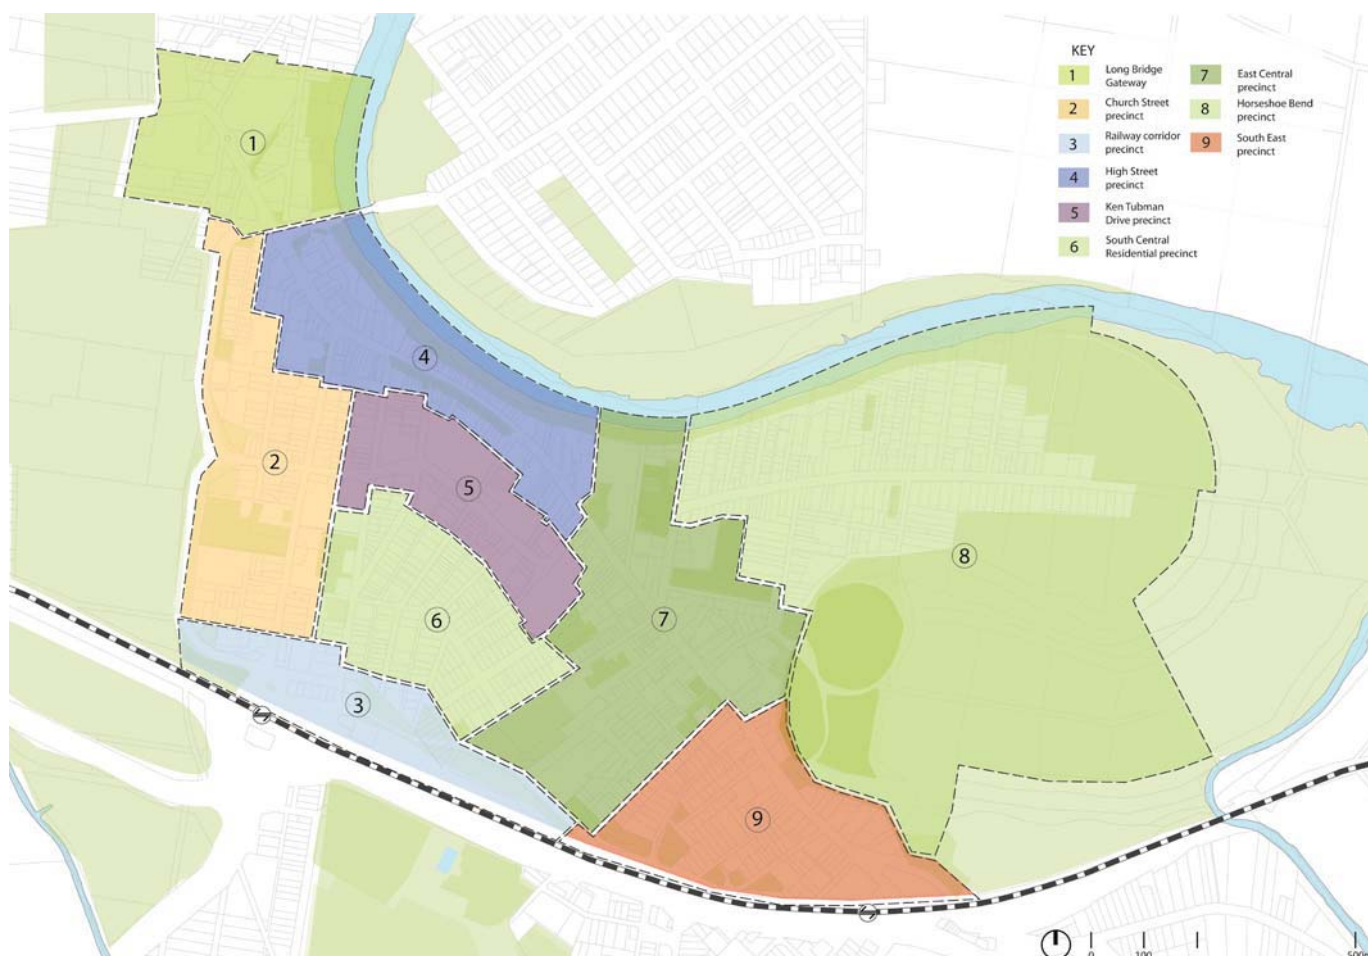 KEY
1 Long Bridge
Gateway
2 Church Street
precinct
3 Railway corridor
precinct
4 High Street
precinct
5 Ken Tubman
Drive precinct
6 South Central
Residential precinct
7 East Central
precinct
8 Horseshoe Bend
precinct
9 South East
precinct
1
2
3
4
5
6
7
8
9
0
100